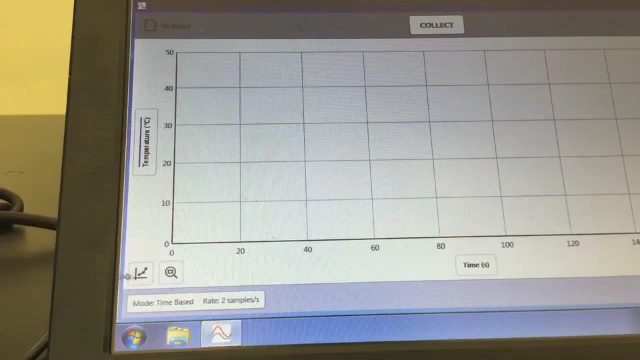 Untitled
COLLECT
50
40
30
20
10
0
Temperature (°C)
0 20 40 60 80 100 120
Time (s)
Mode: Time Based Rate: 2 samples/s